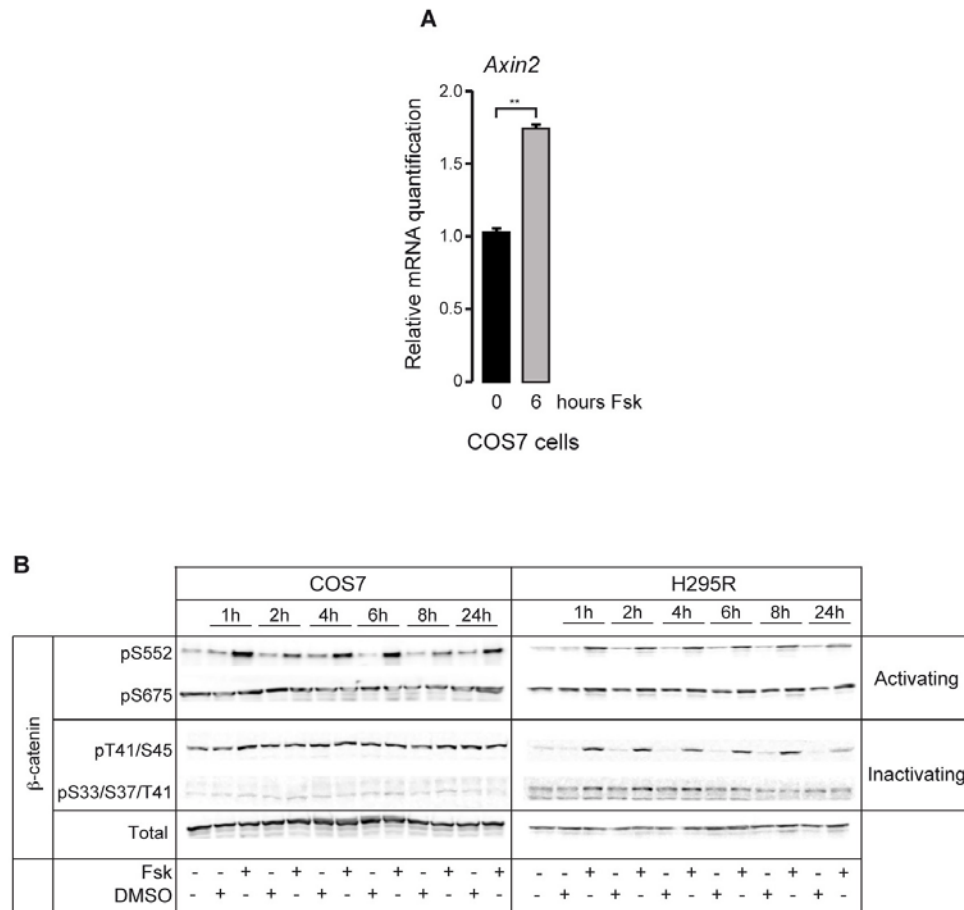 A
Axin2
Relative mRNA quantification
2.0
**
1.5
1.0
0.5
0
0 6 hours Fsk
COS7 cells
B
COS7 H295R
1h 2h 4h 6h 8h 24h 1h 2h 4h 6h 8h 24h
β-catenin
pS552
pS675
Activating
pT41/S45
pS33/S37/T41
Inactivating
Total
Fsk - - + - + - + - + - + - + - - + - + - + - + - + - +
DMSO - + - + - + - + - + - + - - + - + - + - + - + - + -